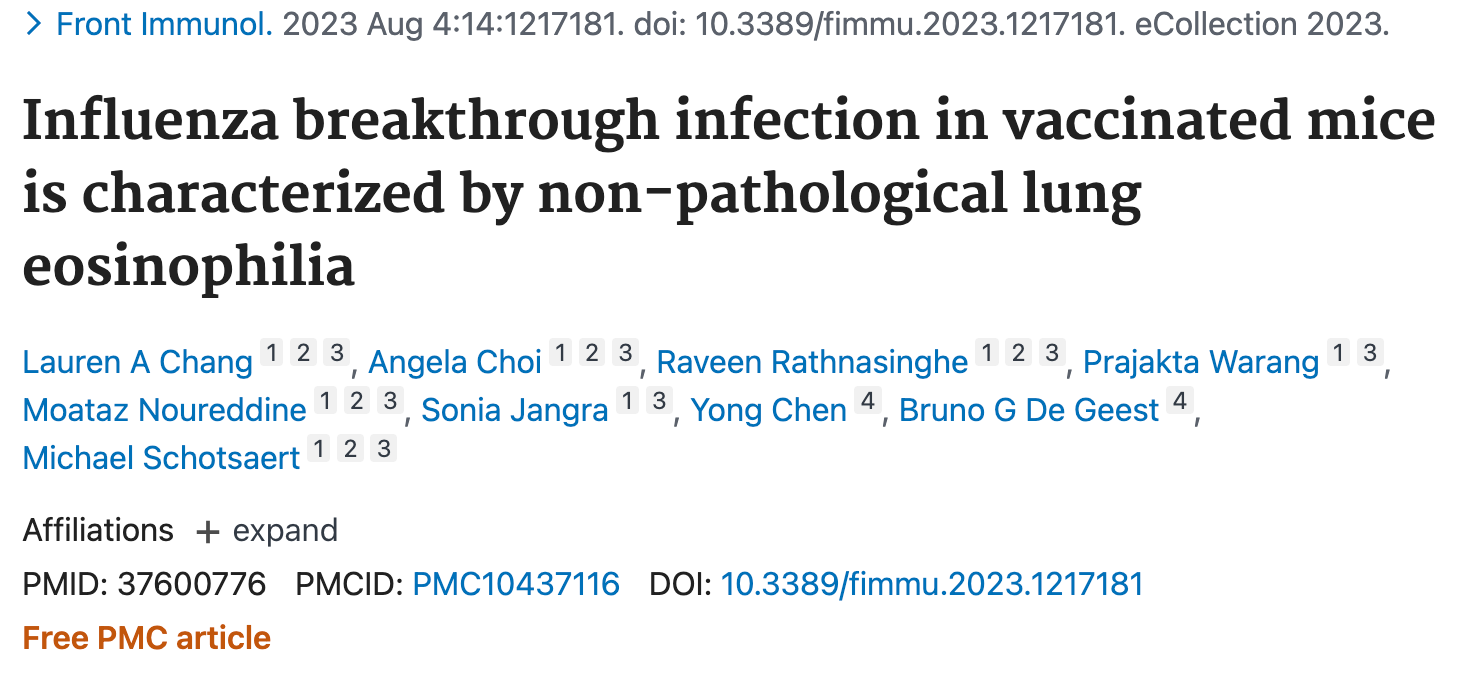 > Front Immunol. 2023 Aug 4:14:1217181. doi: 10.3389/fimmu.2023.1217181. eCollection 2023.
Influenza breakthrough infection in vaccinated mice
is characterized by non-pathological lung
eosinophilia
Lauren A Chang 1 2 3, Angela Choi 1 2 3, Raveen Rathnasinghe 1 2 3, Prajakta Warang 1 3,
Moataz Noureddine 1 2 3, Sonia Jangra 1 3, Yong Chen 4, Bruno G De Geest 4,
Michael Schotsaert 1 2 3
Affiliations + expand
PMID: 37600776 PMCID: PMC10437116 DOI: 10.3389/fimmu.2023.1217181
Free PMC article